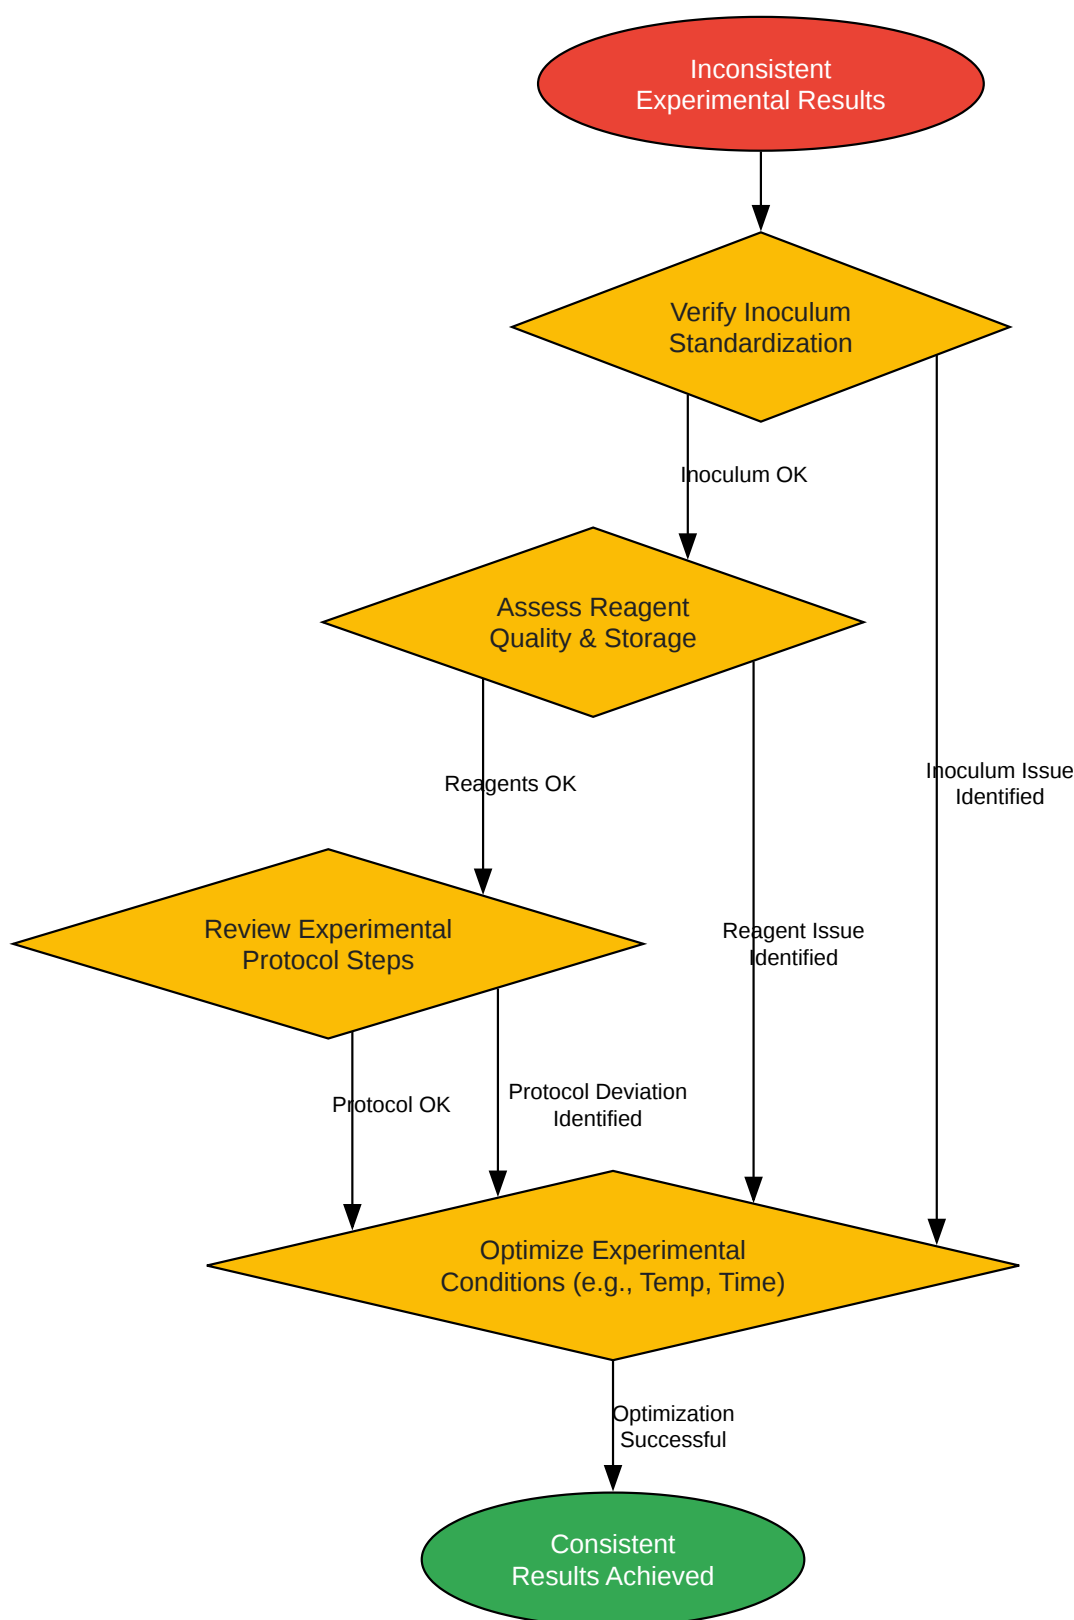 Inconsistent
Experimental Results
Verify Inoculum
Standardization
Inoculum OK
Assess Reagent
Quality & Storage
Inoculum Issue
Identified
Reagents OK
Review Experimental
Protocol Steps
Reagent Issue
Identified
Protocol OK
Protocol Deviation
Identified
Optimize Experimental
Conditions (e.g., Temp, Time)
Optimization
Successful
Consistent
Results Achieved